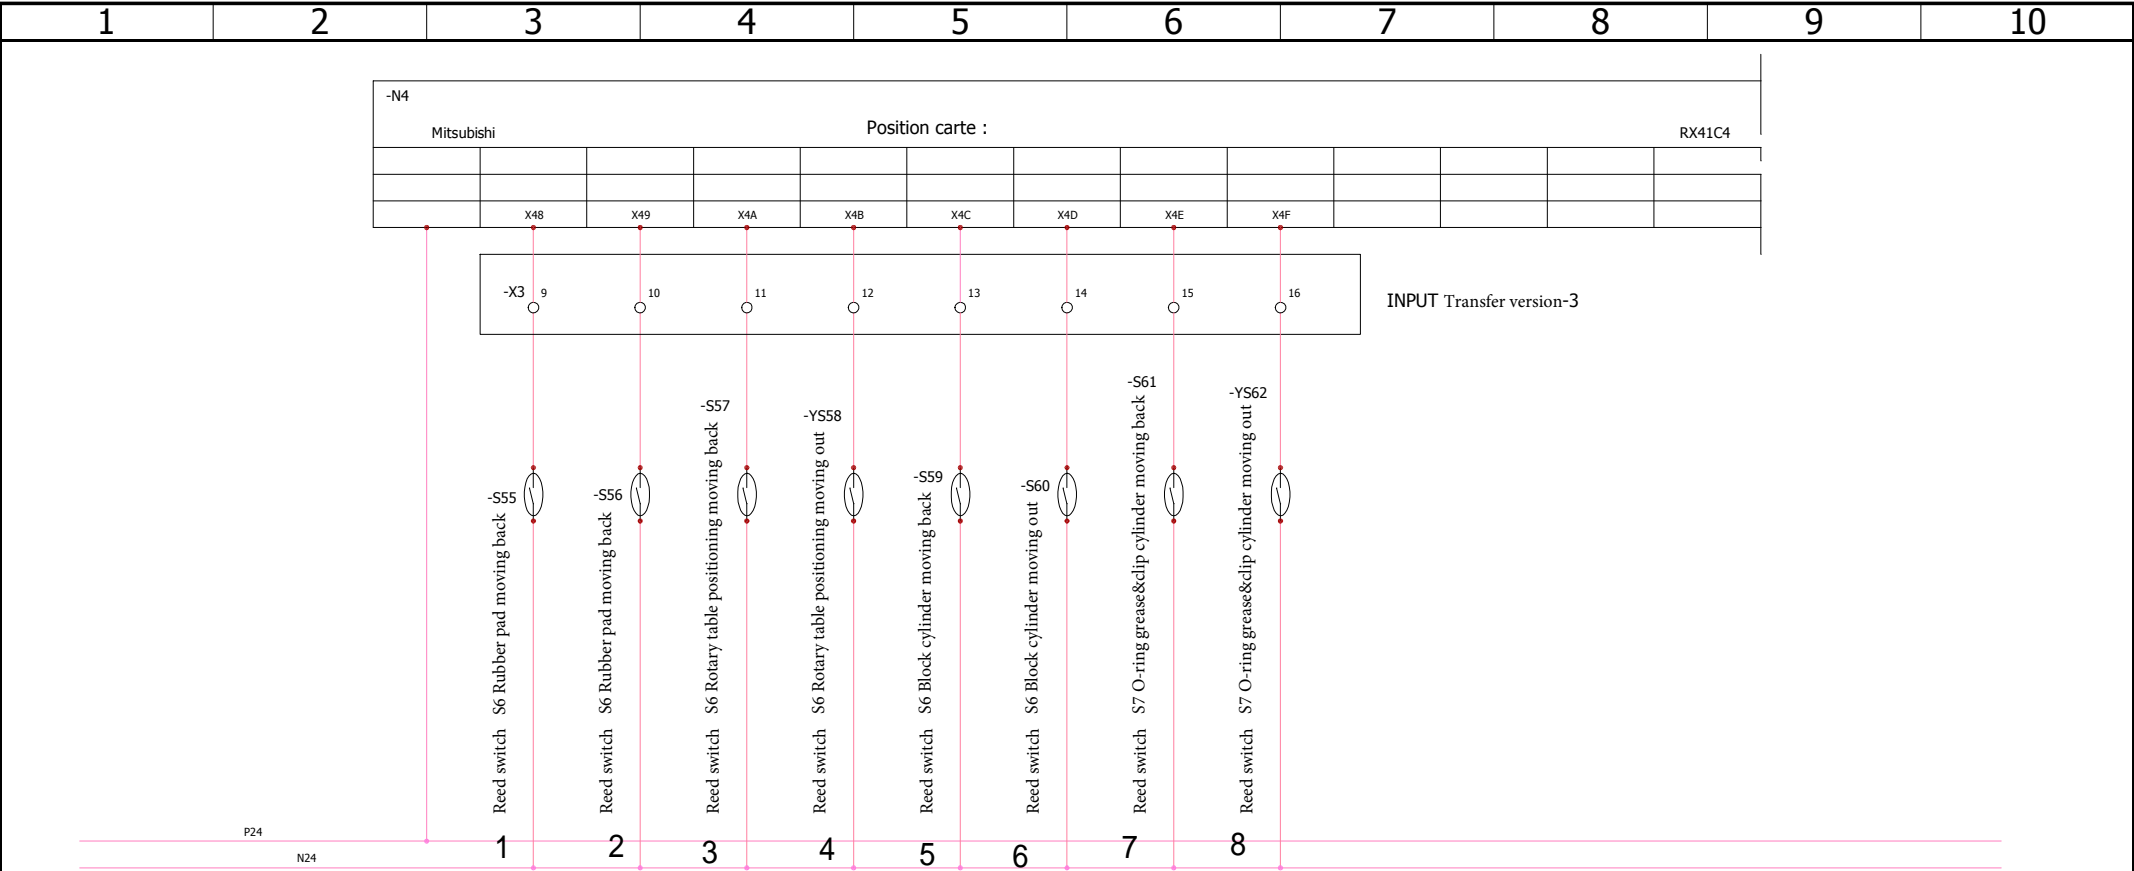 1 2 3 4 5 6 7 8 9 10
-N4
Mitsubishi Position carte : RX41C4
X48 X49 X4A X4B X4C X4D X4E X4F
-X3 9 10 11 12 13 14 15 16
INPUT Transfer version-3
-S55
Reed switch S6 Rubber pad moving back
-S56
Reed switch S6 Rubber pad moving back
-S57
Reed switch S6 Rotary table positioning moving back
-YS58
Reed switch S6 Rotary table positioning moving out
-S59
Reed switch S6 Block cylinder moving back
-S60
Reed switch S6 Block cylinder moving out
-S61
Reed switch S7 O-ring grease&clip cylinder moving back
-YS62
Reed switch S7 O-ring grease&clip cylinder moving out
P24
N24
1 2 3 4 5 6 7 8